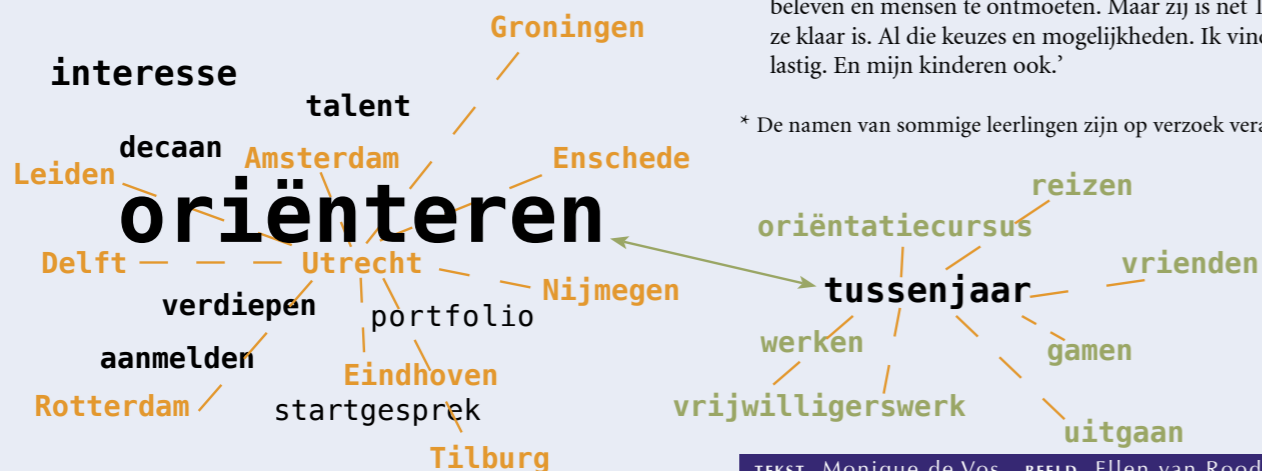 Groningen
interesse
talent
decaan
Amsterdam
Enschede
Leiden
oriënteren
Delft
Utrecht
Nijmegen
verdiepen
portfolio
aanmelden
Eindhoven
Rotterdam
startgesprek
Tilburg
beleven en mensen te ontmoeten. Maar zij is net
ze klaar is. Al die keuzes en mogelijkheden. Ik
lastig. En mijn kinderen ook.’
* De namen van sommige leerlingen zijn op verzoek
reizen
oriëntatiecursus
vrienden
tussenjaar
werken
gamen
vrijwilligerswerk
uitgaan
TEKST Monique de Vos BEELD Ellen van